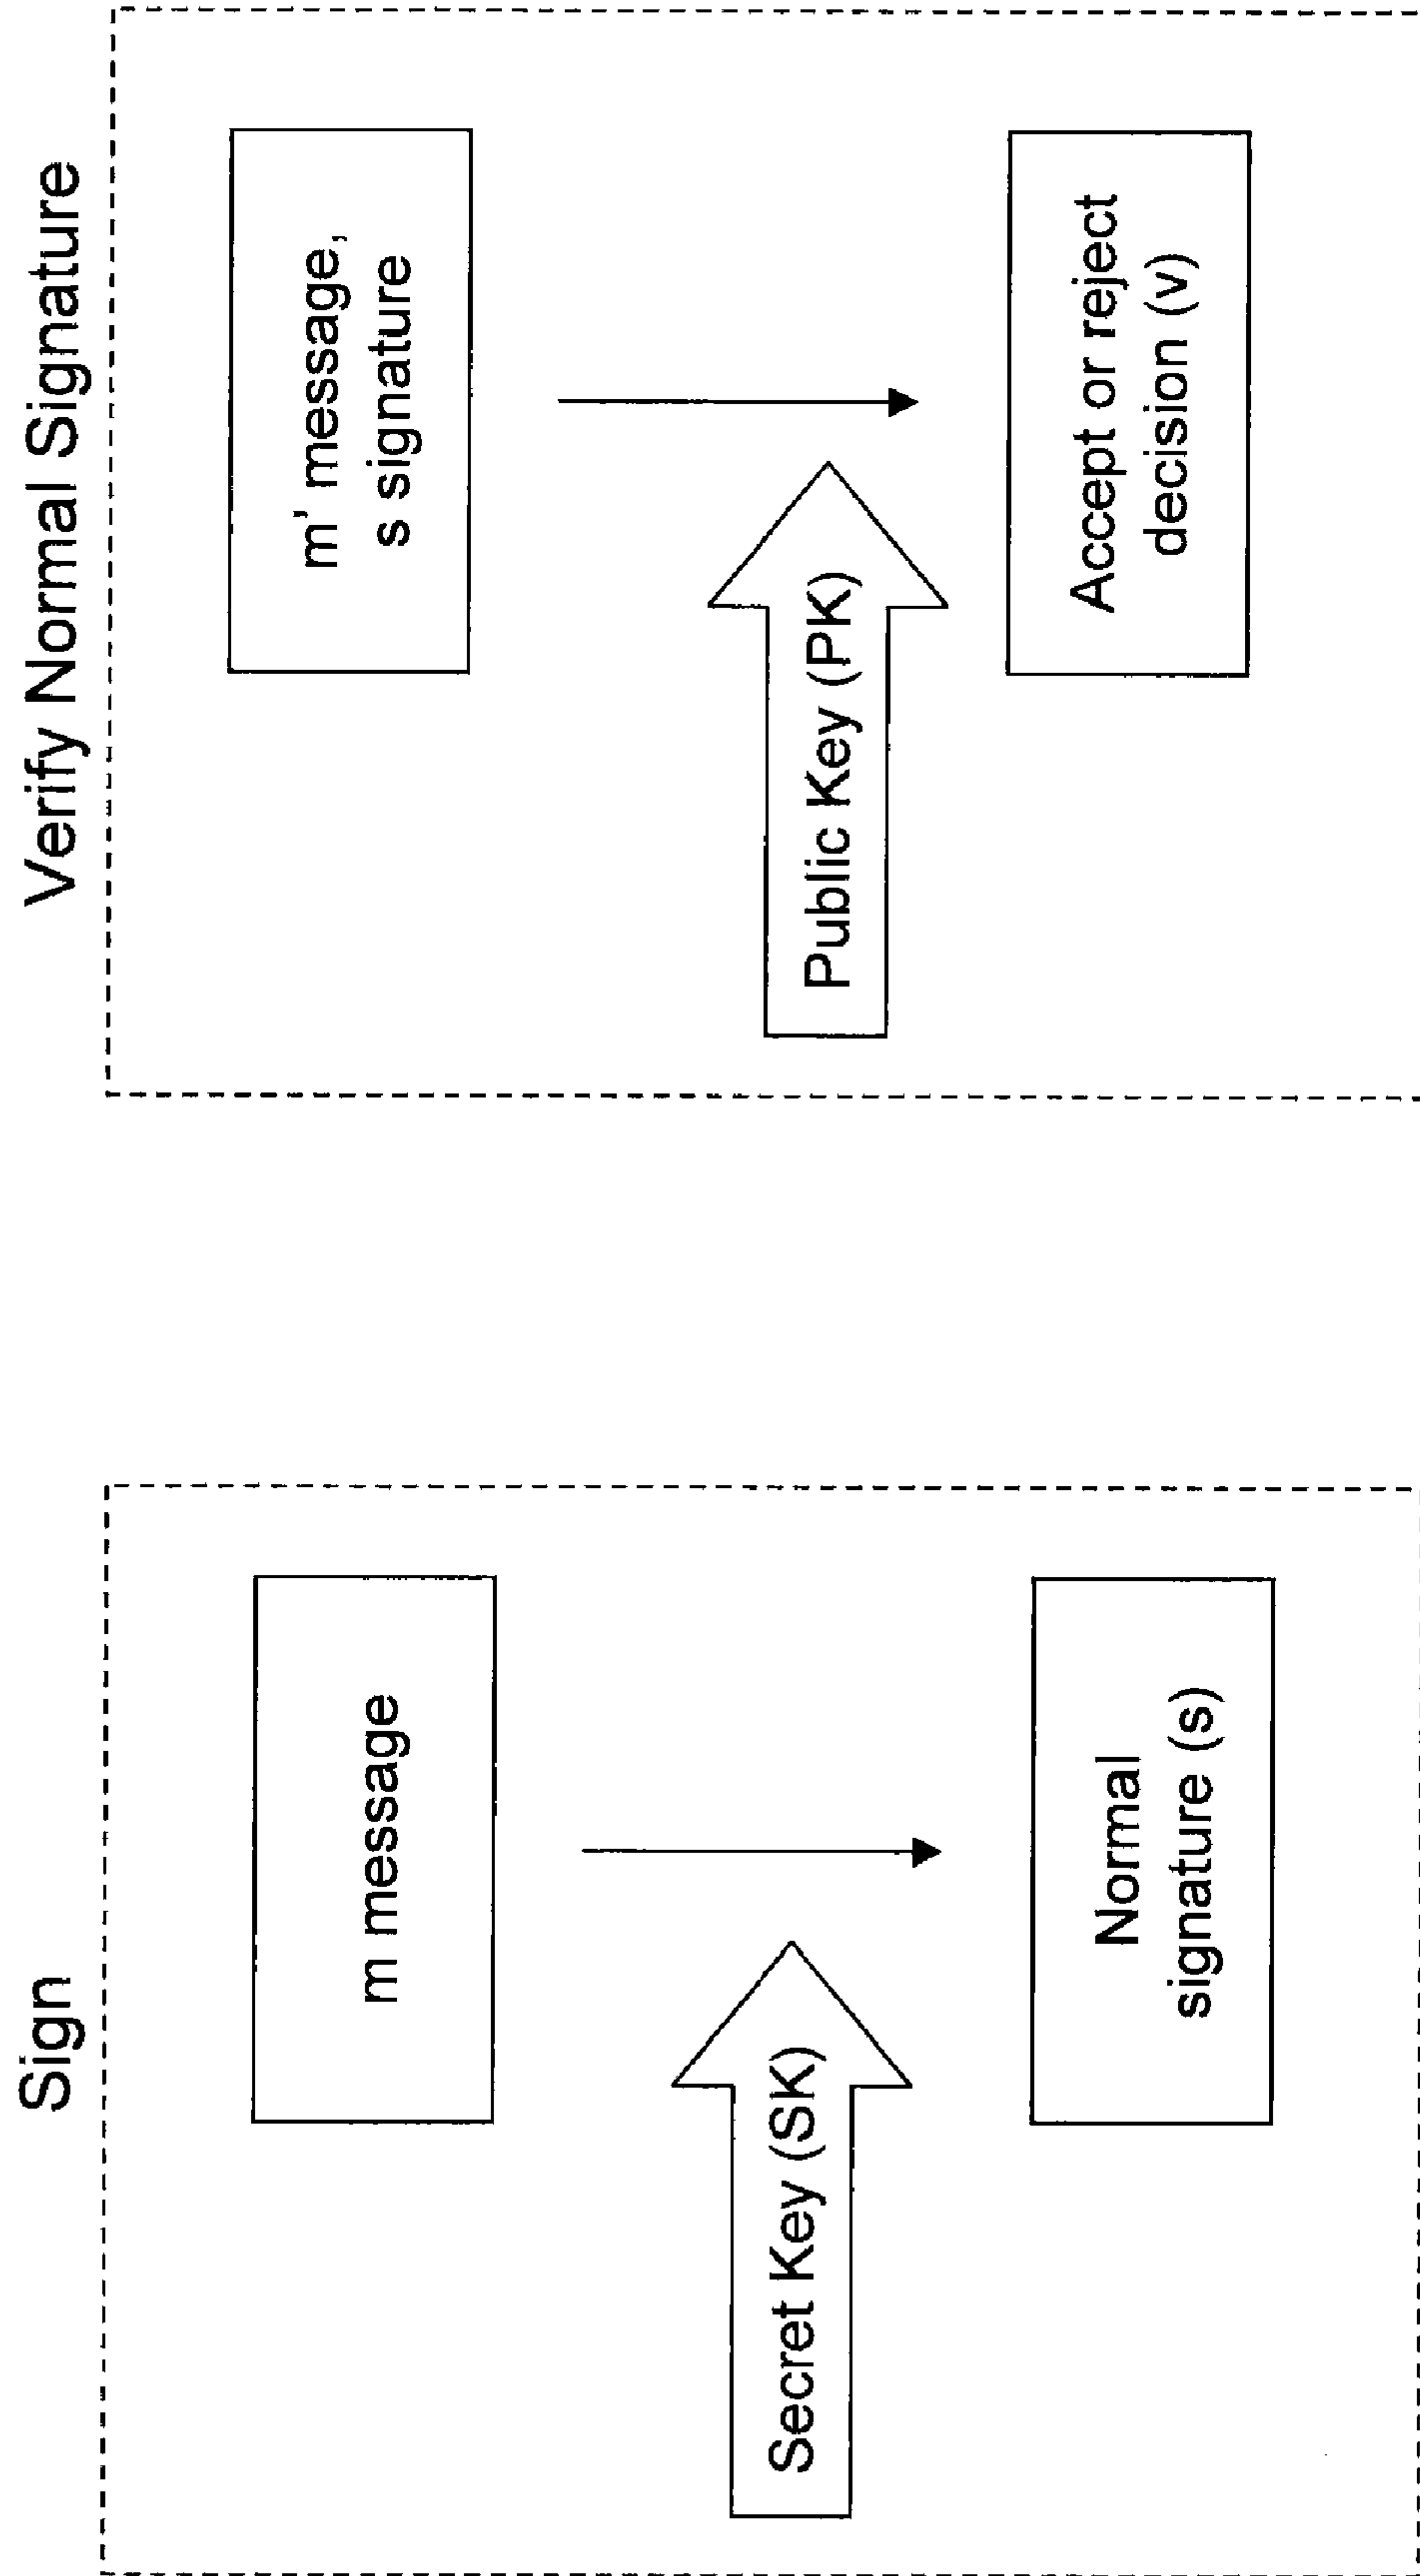 Sign
m message
Secret Key (SK)
Normal
signature (s)
Verify Normal Signature
m' message,
s signature
Public Key (PK)
Accept or reject
decision (v)